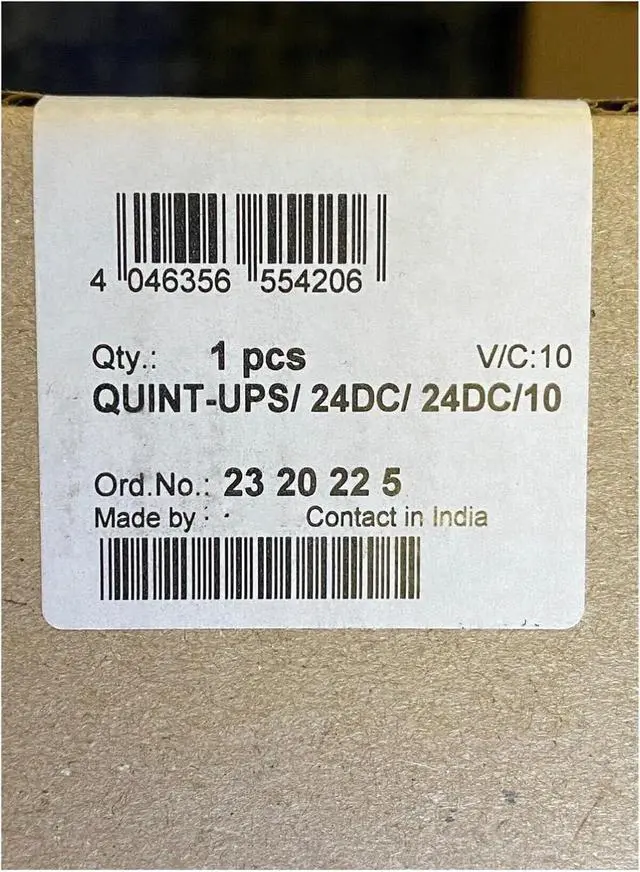 4 046356 554206
Qty.: 1 pcs V/C:10
QUINT-UPS/ 24DC/ 24DC/10
Ord.No.: 23 20 22 5
Made by : Contact in India